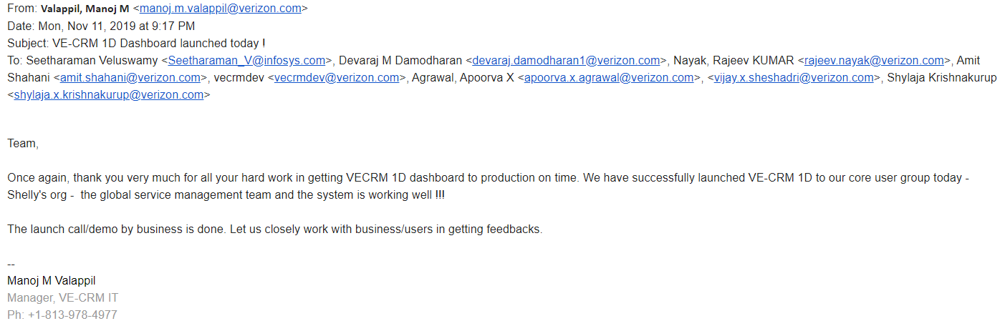 From: Valappil, Manoj M <manoj.m.valappil@verizon.com>
Date: Mon, Nov 11, 2019 at 9:17 PM
Subject: VE-CRM 1D Dashboard launched today !
To: Seetharaman Veluswamy <Seetharaman_V@infosys.com>, Devaraj M Damodharan <devaraj.damodharan1@verizon.com>, Nayak, Rajeev KUMAR <rajeev.nayak@verizon.com>, Amit
Shahani <amit.shahani@verizon.com>, vecrmdev <vecrmdev@verizon.com>, Agrawal, Apoorva X <apoorva.x.agrawal@verizon.com>, <vijay.x.sheshadri@verizon.com>, Shylaja Krishnakurup
<shylaja.x.krishnakurup@verizon.com>
Team,
Once again, thank you very much for all your hard work in getting VECRM 1D dashboard to production on time. We have successfully launched VE-CRM 1D to our core user group today -
Shelly's org -  the global service management team and the system is working well !!!
The launch call/demo by business is done. Let us closely work with business/users in getting feedbacks.
--
Manoj M Valappil
Manager, VE-CRM IT
Ph: +1-813-978-4977